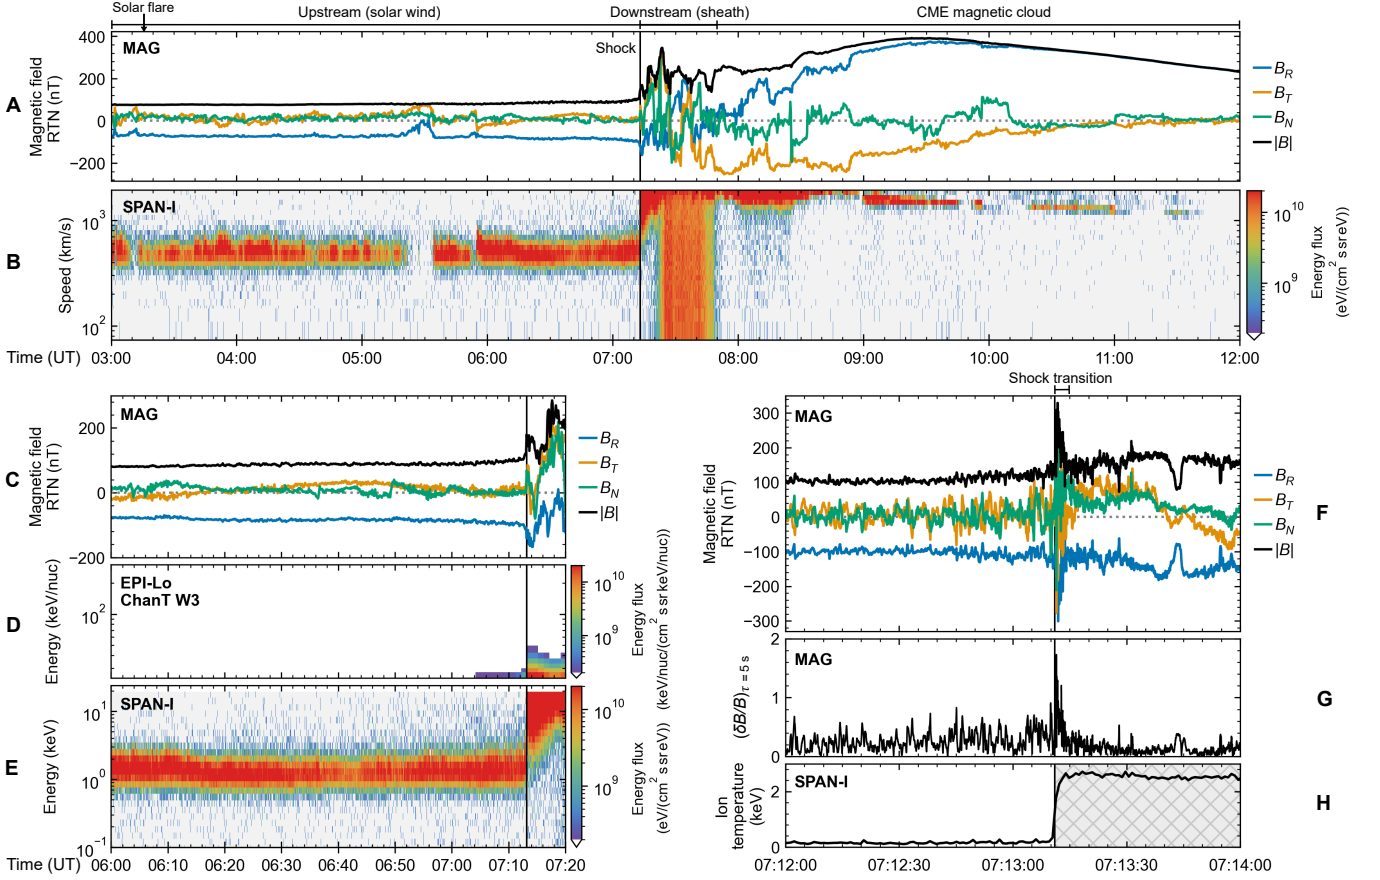 Solar flare
Upstream (solar wind)
Downstream (sheath)
CME magnetic cloud
A
Magnetic field
RTN (nT)
400
200
0
−200
MAG
Shock
B_R
B_T
B_N
|B|
B
Speed (km/s)
10^3
10^2
SPAN-I
10^10
10^9
Energy flux
(eV/(cm^2 s sr eV))
Time (UT)
03:00
04:00
05:00
06:00
07:00
08:00
09:00
10:00
11:00
12:00
C
Magnetic field
RTN (nT)
200
0
−200
MAG
B_R
B_T
B_N
|B|
D
Energy (keV/nuc)
10^2
EPI-Lo
ChanT W3
10^10
10^9
Energy flux
(keV/nuc/(cm^2 s sr keV/nuc))
E
Energy (keV)
10^1
10^0
10^−1
SPAN-I
10^10
10^9
Energy flux
(eV/(cm^2 s sr eV))
Time (UT)
06:00
06:10
06:20
06:30
06:40
06:50
07:00
07:10
07:20
Shock transition
Magnetic field
RTN (nT)
300
200
100
0
−100
−200
−300
MAG
B_R
B_T
B_N
|B|
F
(δB/B)_τ = 5 s
2
1
0
MAG
G
Ion
temperature
(keV)
2
0
SPAN-I
H
07:12:00
07:12:30
07:13:00
07:13:30
07:14:00